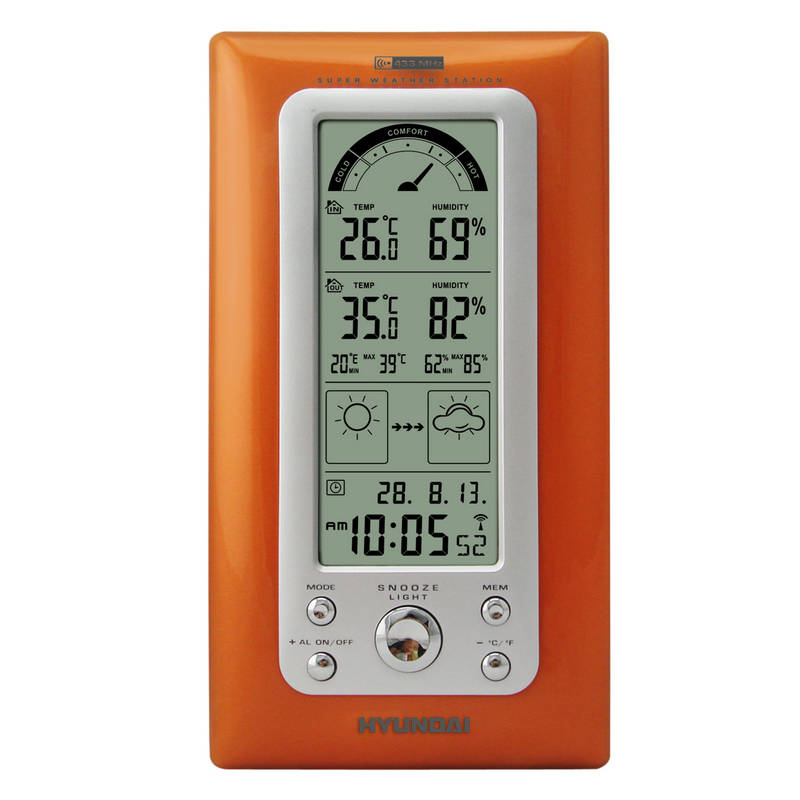 433 MHz
SUPER WEATHER STATION
COLD COMFORT HOT
IN TEMP HUMIDITY
26.0°C 69%
OUT TEMP HUMIDITY
35.0°C 82%
20°E MIN MAX 39°C 62% MIN MAX 85%
28. 8.13.
AM 10:05 52
MODE SNOOZE MEM
LIGHT
+ AL ON/OFF - °C/°F
HYUNDAI